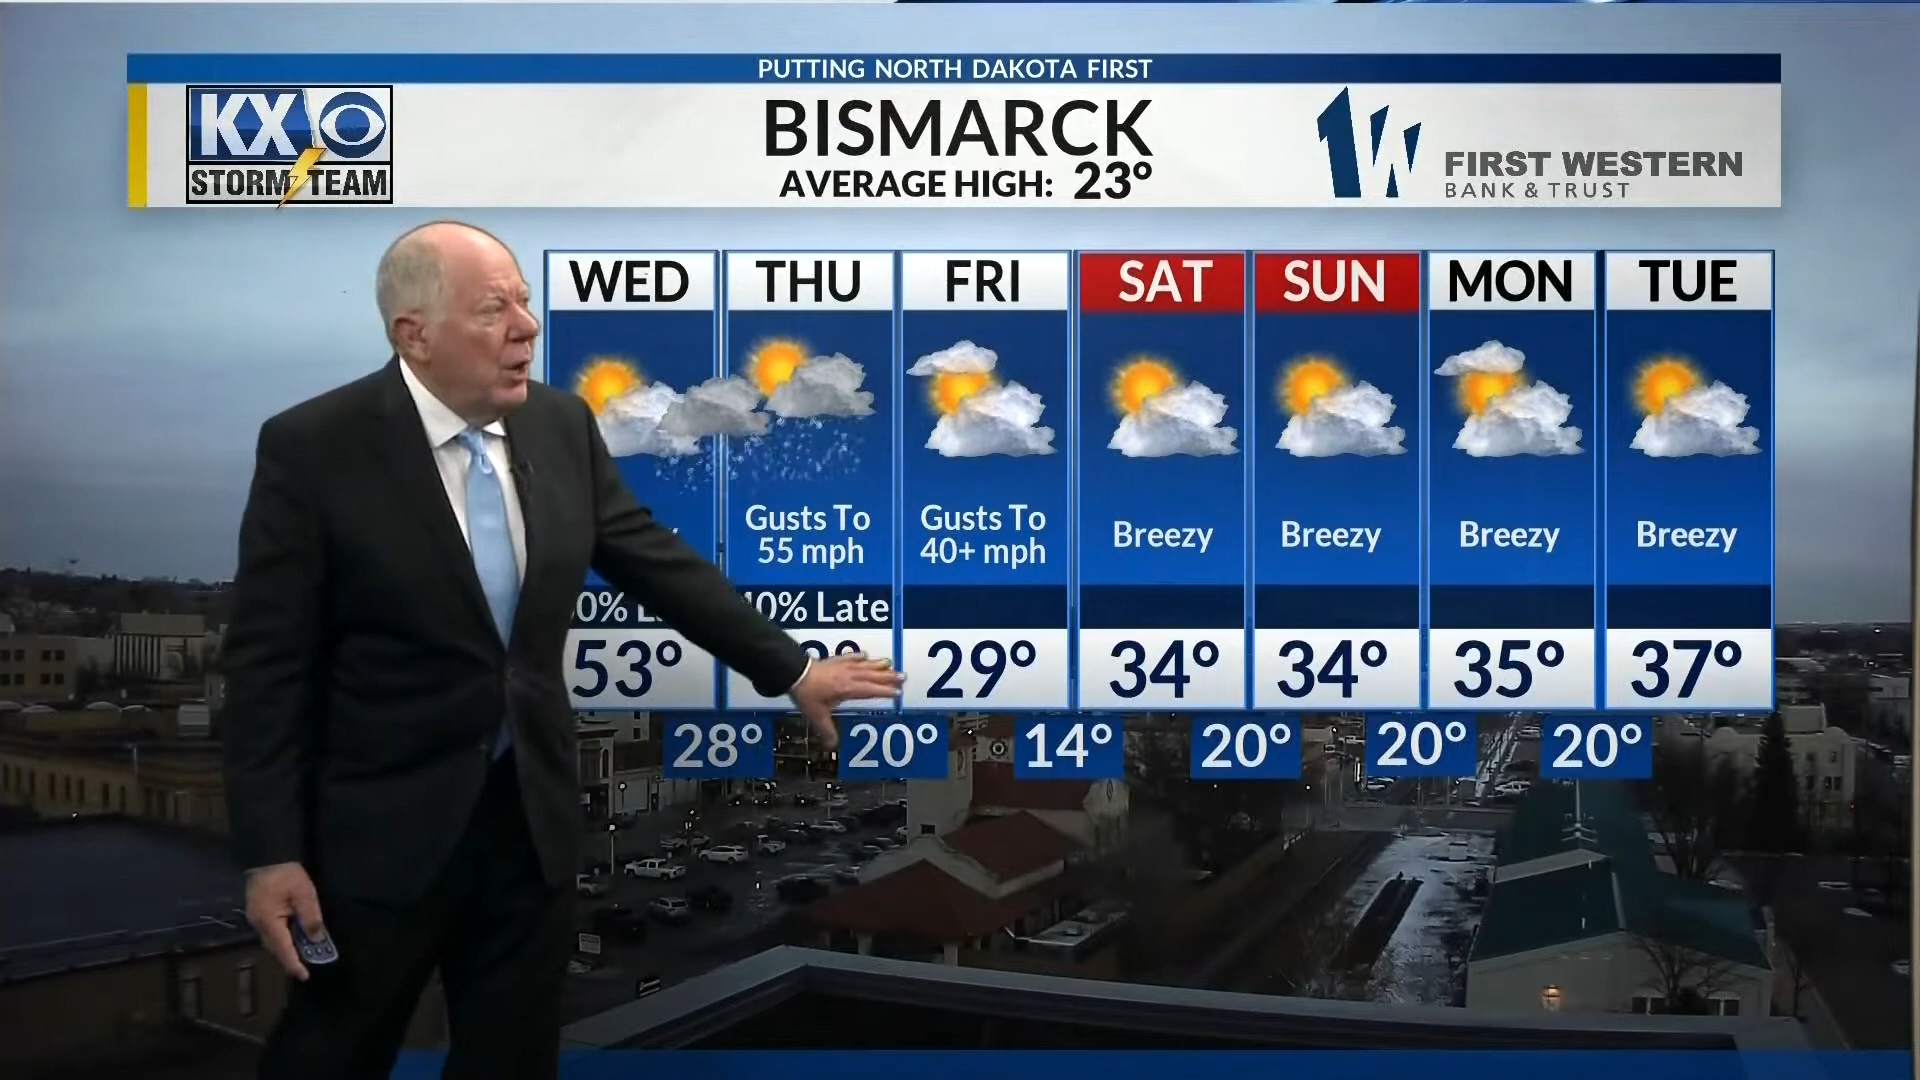 PUTTING NORTH DAKOTA FIRST
KX
STORM TEAM
BISMARCK
AVERAGE HIGH: 23°
1W
FIRST WESTERN
BANK & TRUST
WED THU FRI SAT SUN MON TUE
Gusts To
55 mph
Gusts To
40+ mph
Breezy
Breezy
Breezy
Breezy
0% L
0% Late
53° 29° 34° 34° 35° 37°
28° 20° 14° 20° 20° 20°